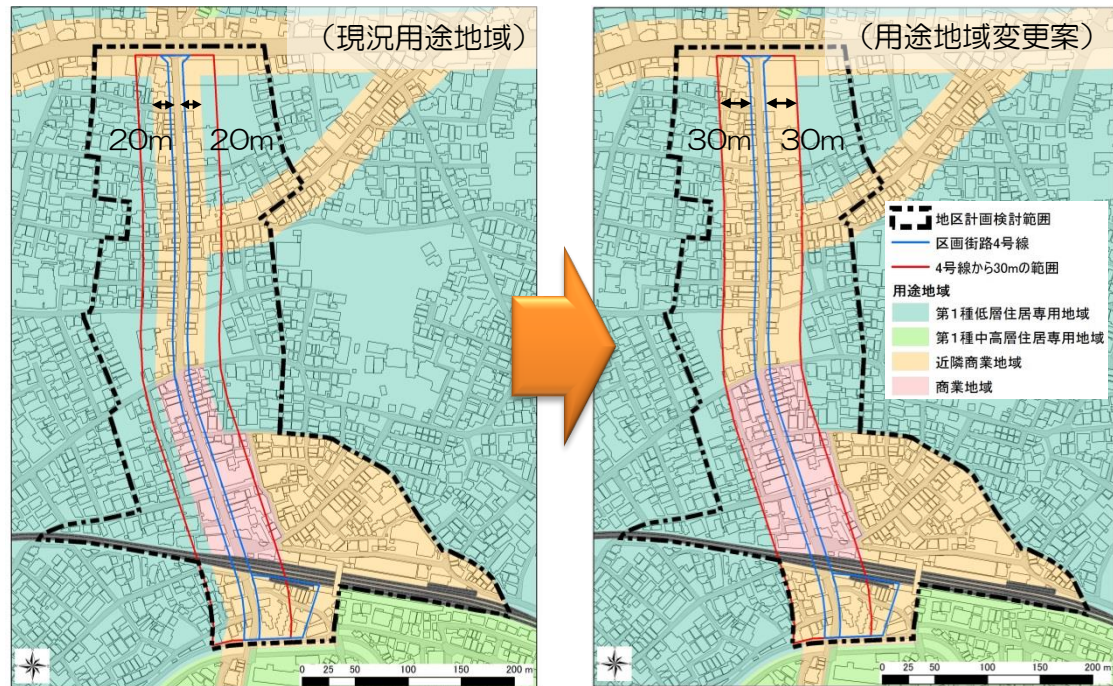 （現況用途地域）
20m
20m
0 25 50 100 150 200 m
（用途地域変更案）
30m
30m
地区計画検討範囲
区画街路4号線
4号線から30mの範囲
用途地域
第1種低層住居専用地域
第1種中高層住居専用地域
近隣商業地域
商業地域
0 25 50 100 150 200 m